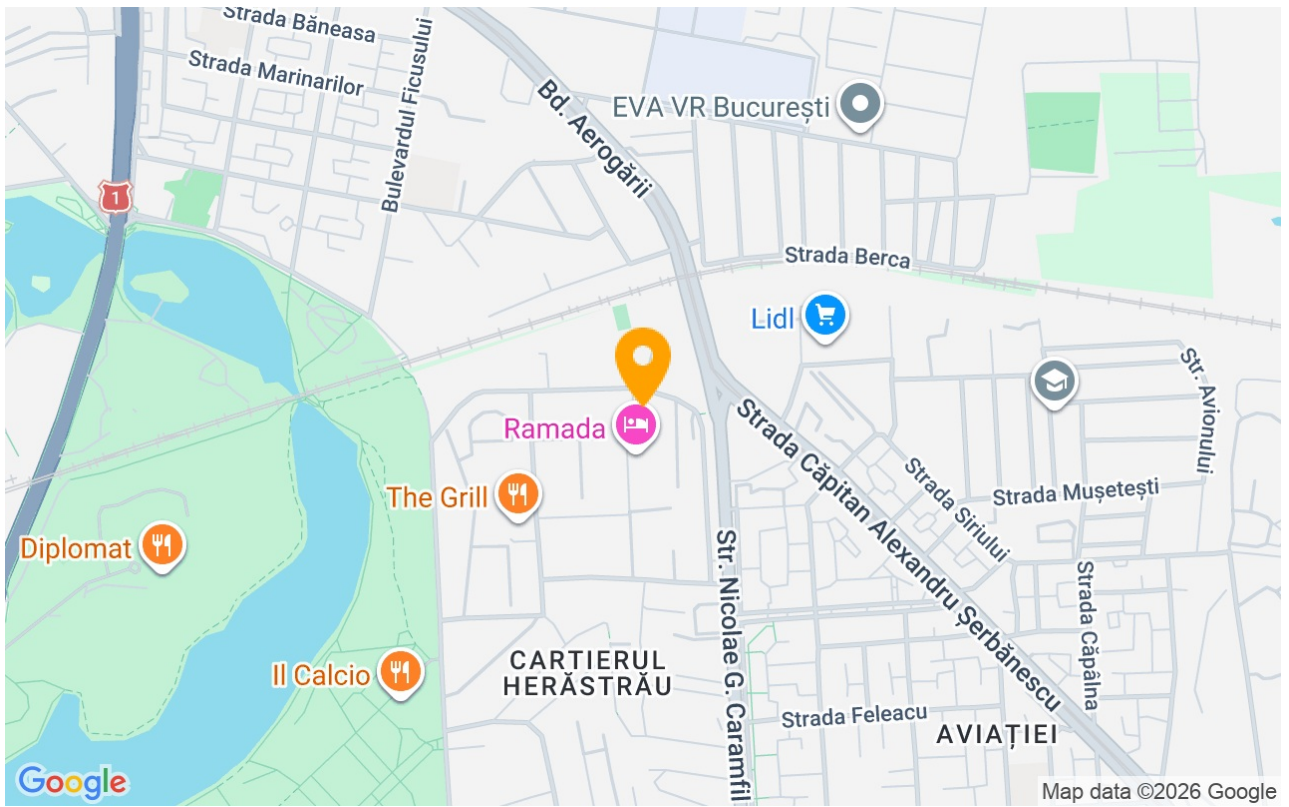 Strada Băneasa
Strada Marinarilor
Bulevardul Ficusului
Bd. Aerogării
EVA VR București
1
Strada Berca
Lidl
Str. Avionului
Ramada
Strada Căpitan Alexandru Șerbănescu
The Grill
Strada Siriului
Strada Mușetești
Diplomat
Str. Nicolae G. Caramfil
Strada Căpâlna
Il Calcio
CARTIERUL
HERĂSTRĂU
Strada Feleacu
AVIAȚIEI
Google
Map data ©2026 Google